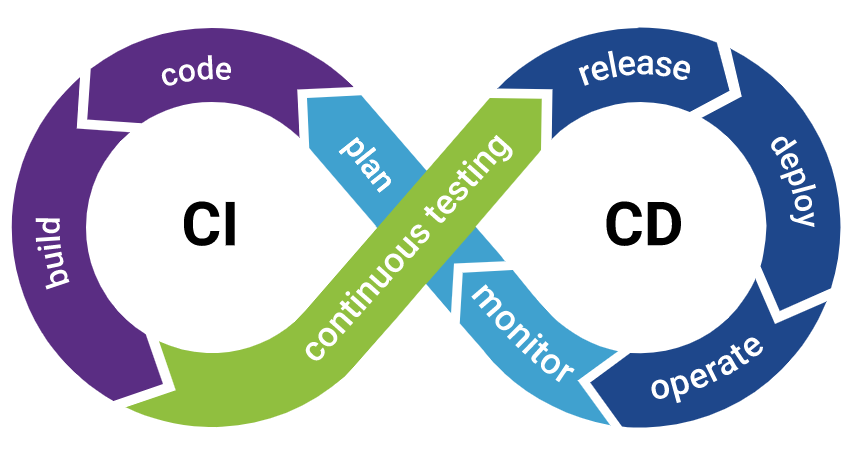 code
release
plan
continuous testing
deploy
CI
CD
build
monitor
operate